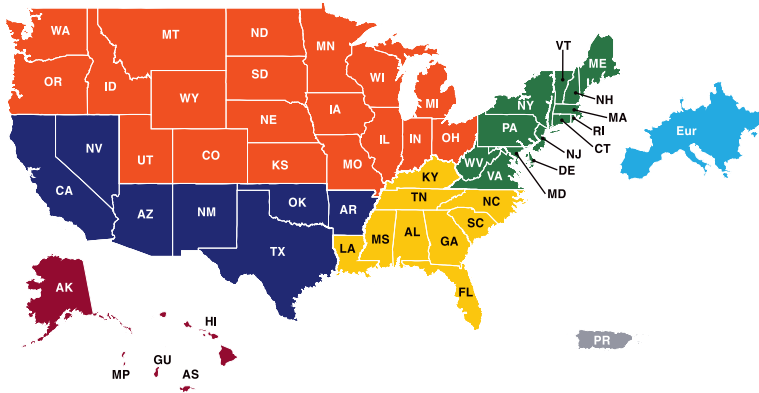 WA
MT
ND
MN
VT
ME
OR
ID
SD
WI
WY
MI
NH
NY
IA
MA
NE
PA
RI
NV
UT
CO
IL
IN
OH
CT
NJ
Eur
KS
MO
WV
DE
VA
KY
MD
CA
AZ
NM
OK
AR
TN
NC
TX
LA
MS
AL
GA
SC
FL
AK
HI
MP
GU
AS
PR